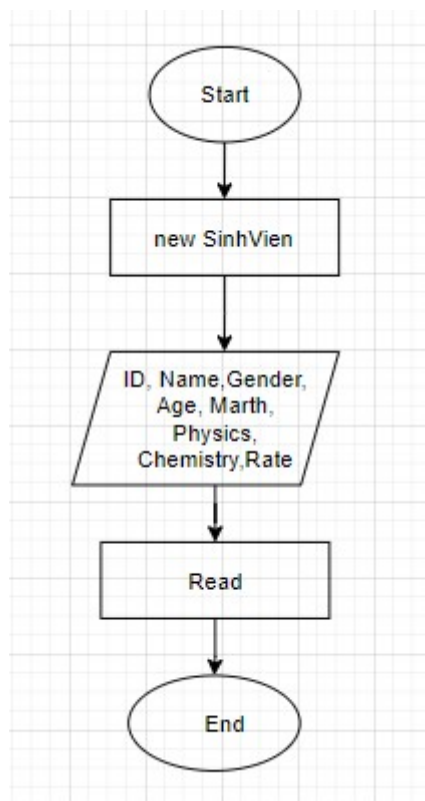 Start
new SinhVien
ID, Name,Gender,
Age, Marth,
Physics,
Chemistry,Rate
Read
End